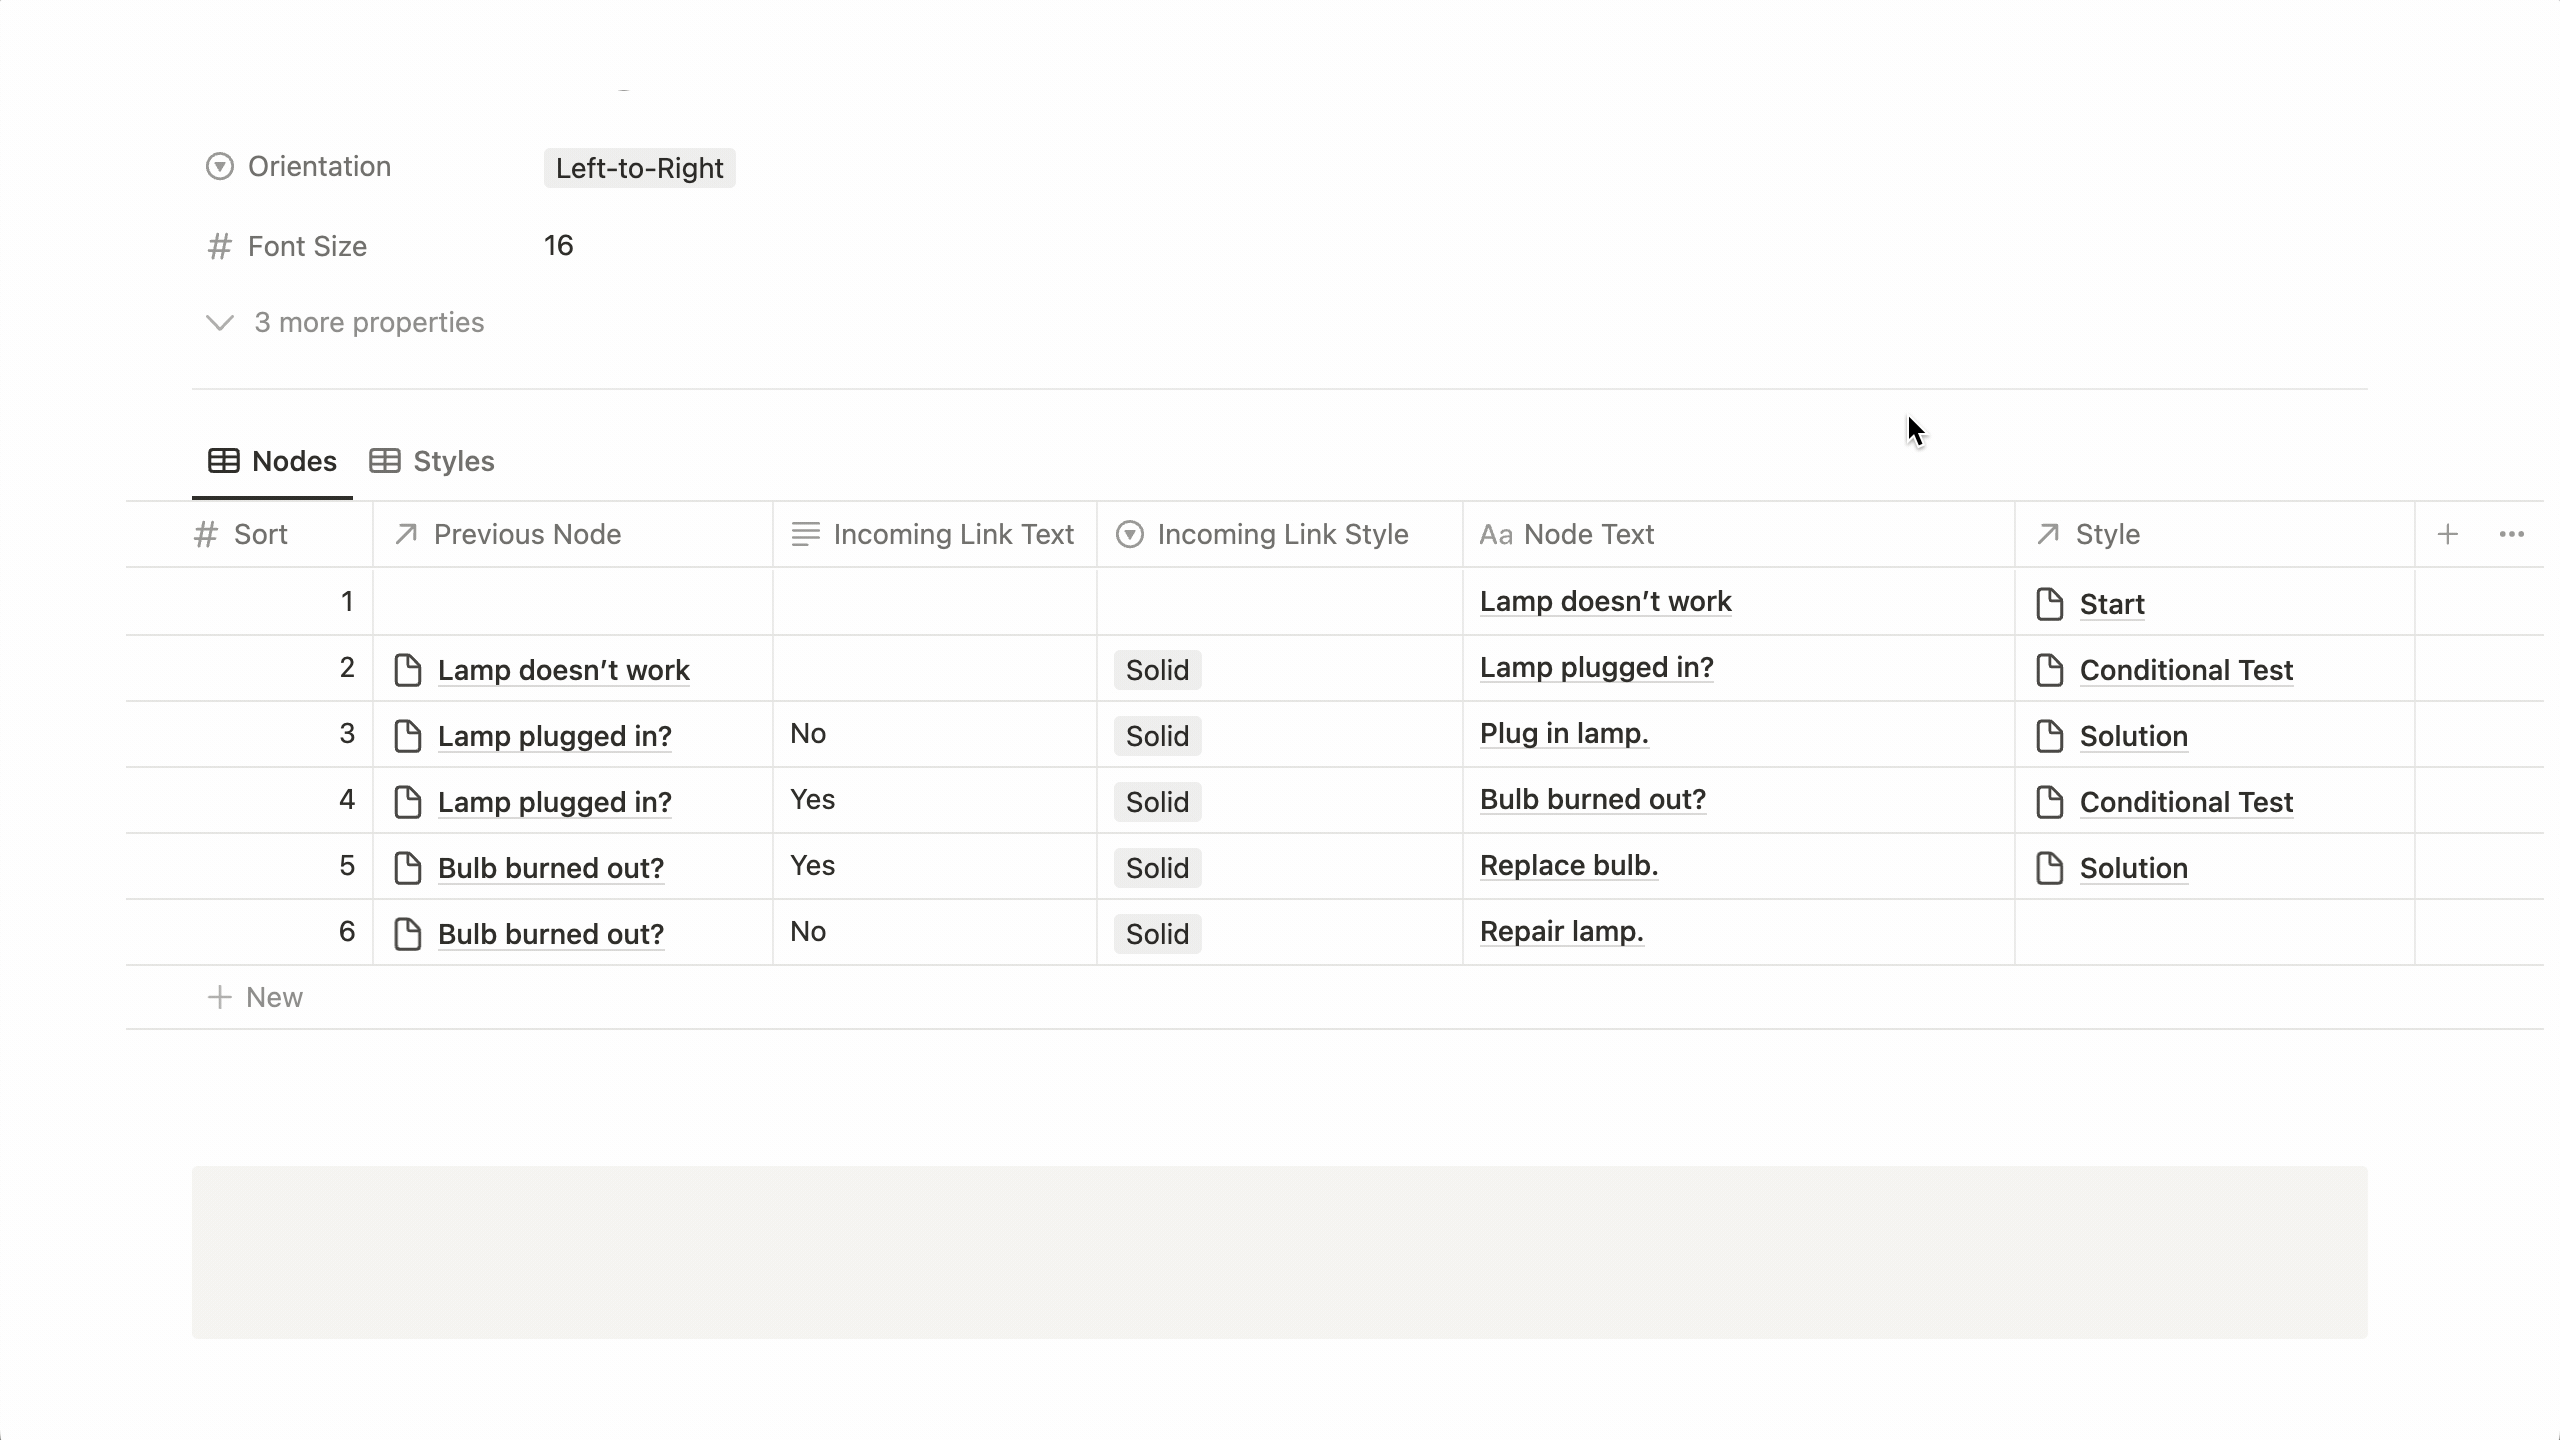 Orientation Left-to-Right
# Font Size 16
3 more properties
Nodes Styles
# Sort Previous Node Incoming Link Text Incoming Link Style Aa Node Text Style + •••
1 Lamp doesn’t work Start
2 Lamp doesn’t work Solid Lamp plugged in? Conditional Test
3 Lamp plugged in? No Solid Plug in lamp. Solution
4 Lamp plugged in? Yes Solid Bulb burned out? Conditional Test
5 Bulb burned out? Yes Solid Replace bulb. Solution
6 Bulb burned out? No Solid Repair lamp.
+ New